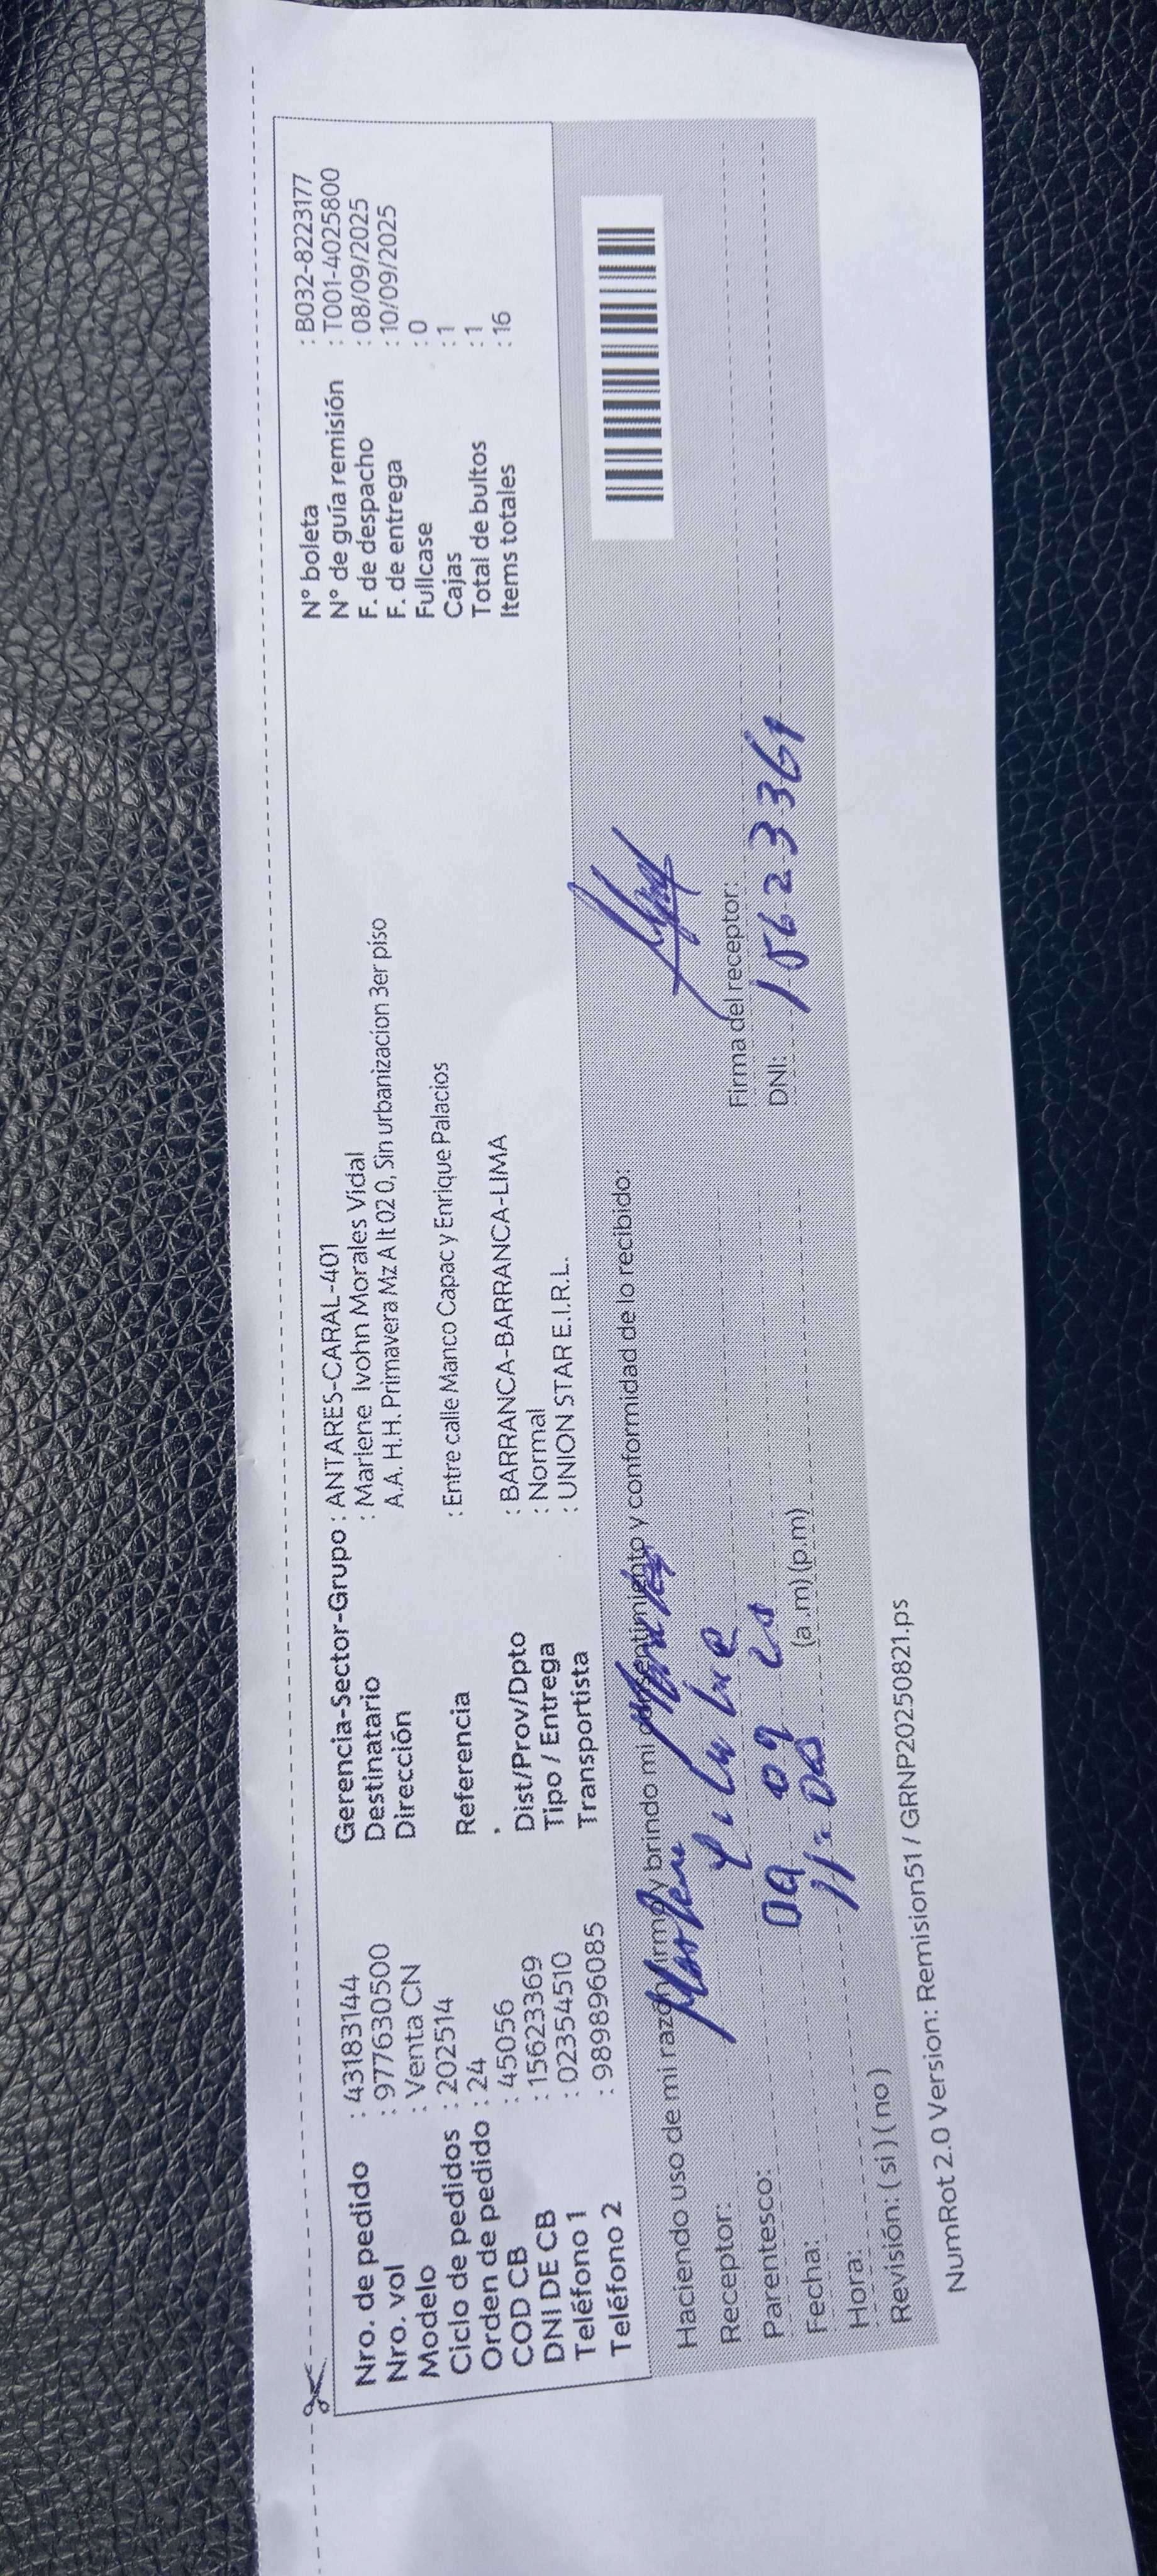 Nro. de pedido : 43183144
Nro. vol : 977630500
Modelo : Venta CN
Ciclo de pedidos : 202514
Orden de pedido : 24
COD CB : 45056
DNI DE CB : 15623369
Teléfono 1 : 02354510
Teléfono 2 : 989896085
Gerencia-Sector-Grupo : ANTARES-CARAL-401
Destinatario : Marlene Ivohn Morales Vidal
Dirección A.A. H.H. Primavera Mz A lt 02 0, Sin urbanizacion 3er piso
Referencia : Entre calle Manco Capac y Enrique Palacios
Dist/Prov/Dpto : BARRANCA-BARRANCA-LIMA
Tipo / Entrega : Normal
Transportista : UNION STAR E.I.R.L.
N° boleta : B032-8223177
N° de guía remisión : T001-4025800
F. de despacho : 08/09/2025
F. de entrega : 10/09/2025
Fullcase : 0
Cajas : 1
Total de bultos : 1
Items totales : 16
Haciendo uso de mi razón firmo y brindo mi consentimiento y conformidad de lo recibido:
Receptor: Marlene
Parentesco:
Fecha: 09 09
Hora: (a.m) (p.m)
Revisión: ( si ) ( no )
Firma del receptor:
DNI: 15623369
NumRot 2.0 Version: Remision51 / GRNP20250821.ps